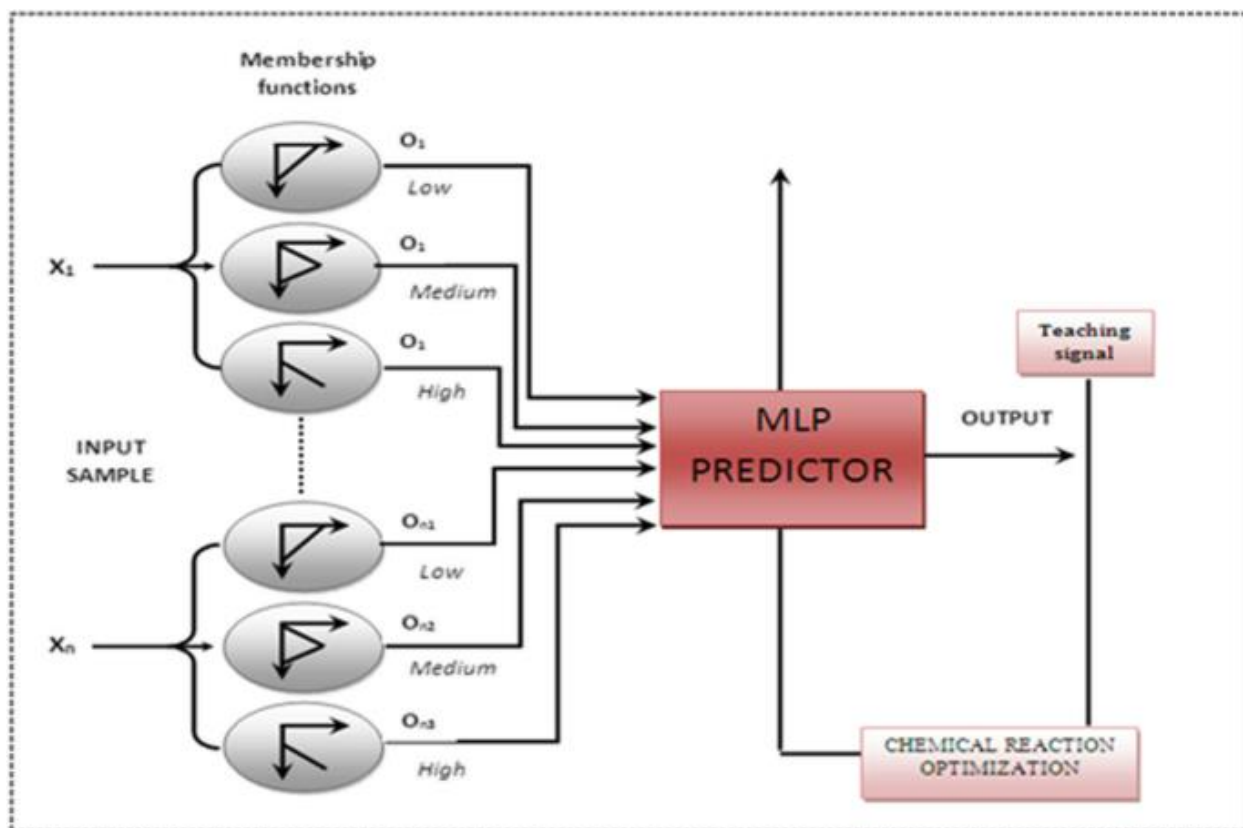 Membership
functions
O₁
Low
X₁
O₁
Medium
O₁
High
INPUT
SAMPLE
Oₙ₁
Low
Xₙ
Oₙ₂
Medium
Oₙ₃
High
MLP
PREDICTOR
OUTPUT
Teaching
signal
CHEMICAL REACTION
OPTIMIZATION